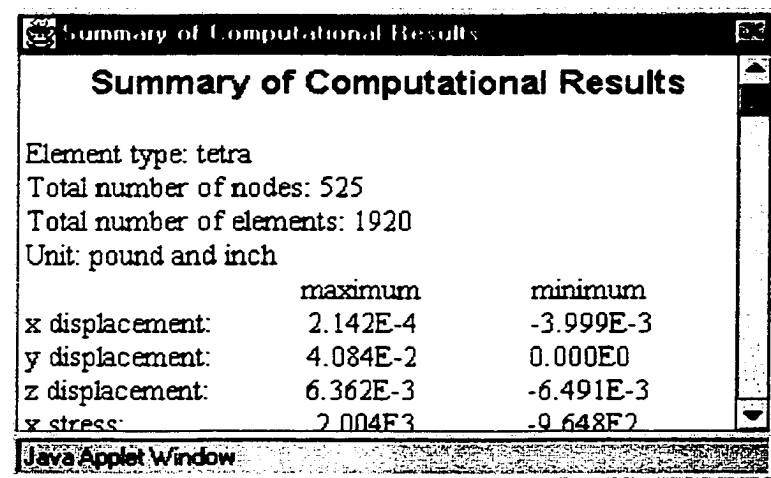 Summary of Computational Results
Summary of Computational Results
Element type: tetra
Total number of nodes: 525
Total number of elements: 1920
Unit: pound and inch
maximum minimum
x displacement: 2.142E-4 -3.999E-3
y displacement: 4.084E-2 0.000E0
z displacement: 6.362E-3 -6.491E-3
x stress: 2.004E3 -9.648E2
Java Applet Window